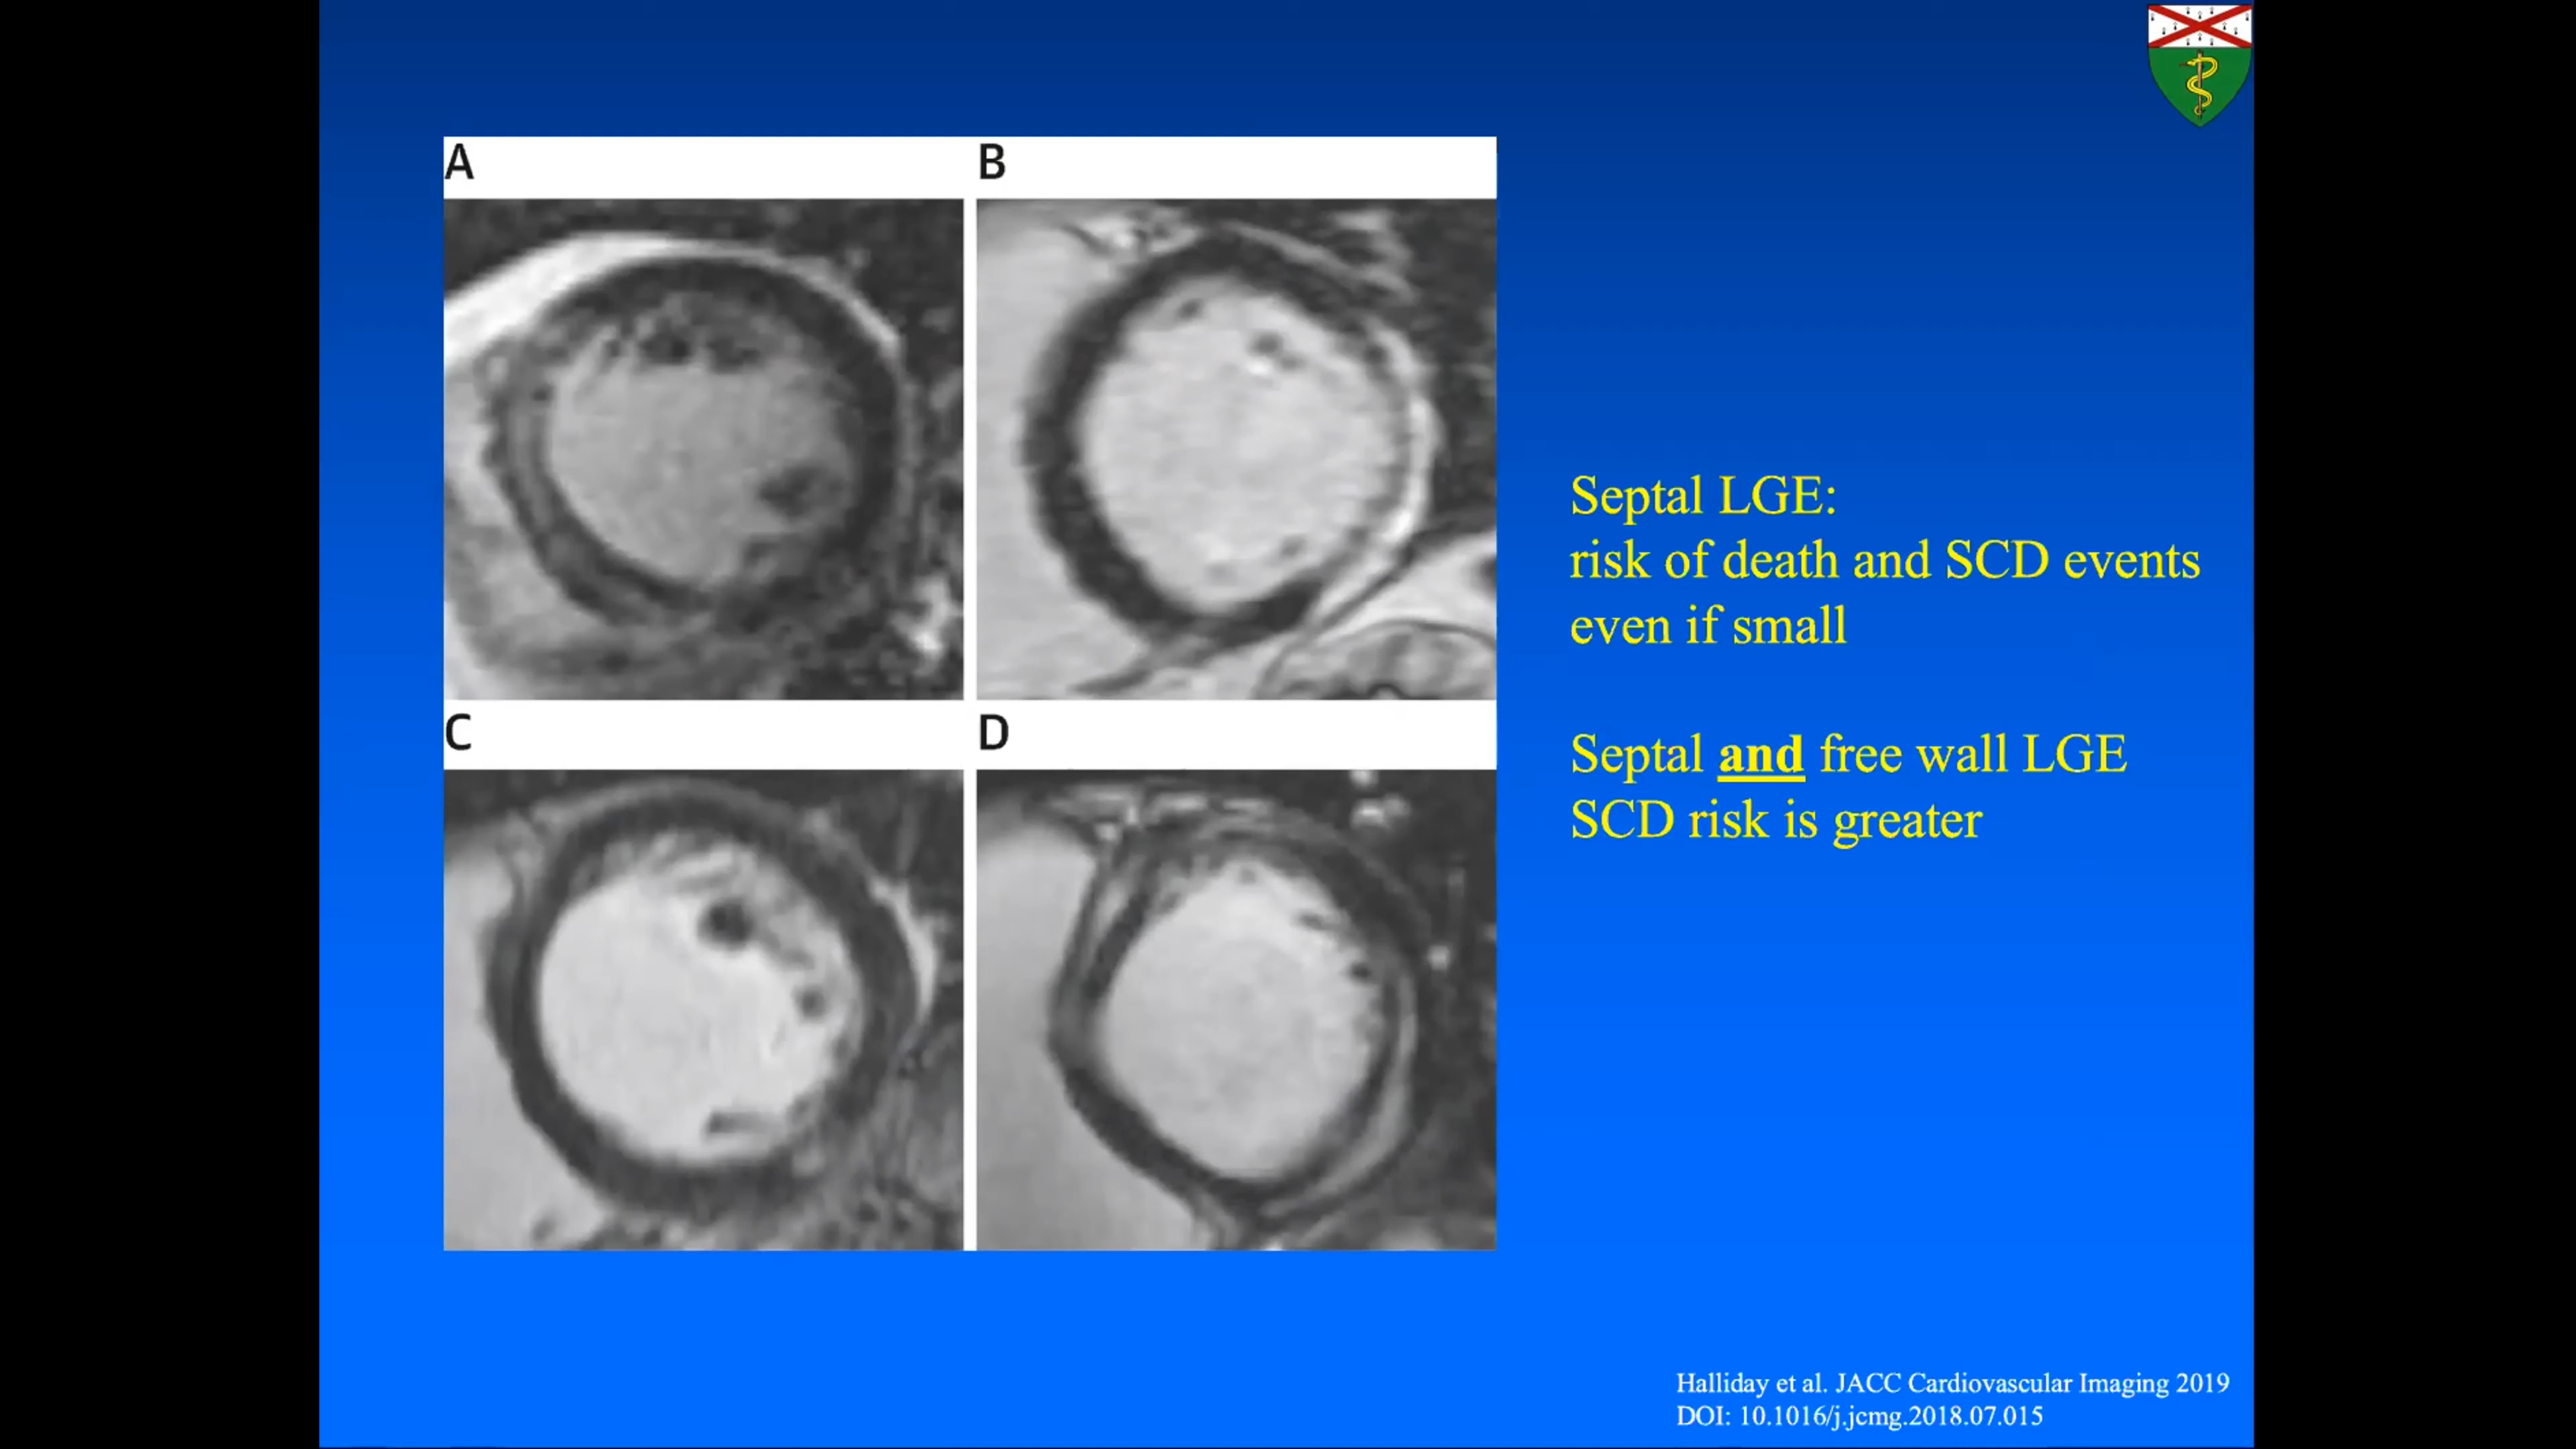 A
B
C
D
Septal LGE:
risk of death and SCD events
even if small
Septal and free wall LGE
SCD risk is greater
Halliday et al. JACC Cardiovascular Imaging 2019
DOI: 10.1016/j.jcmg.2018.07.015